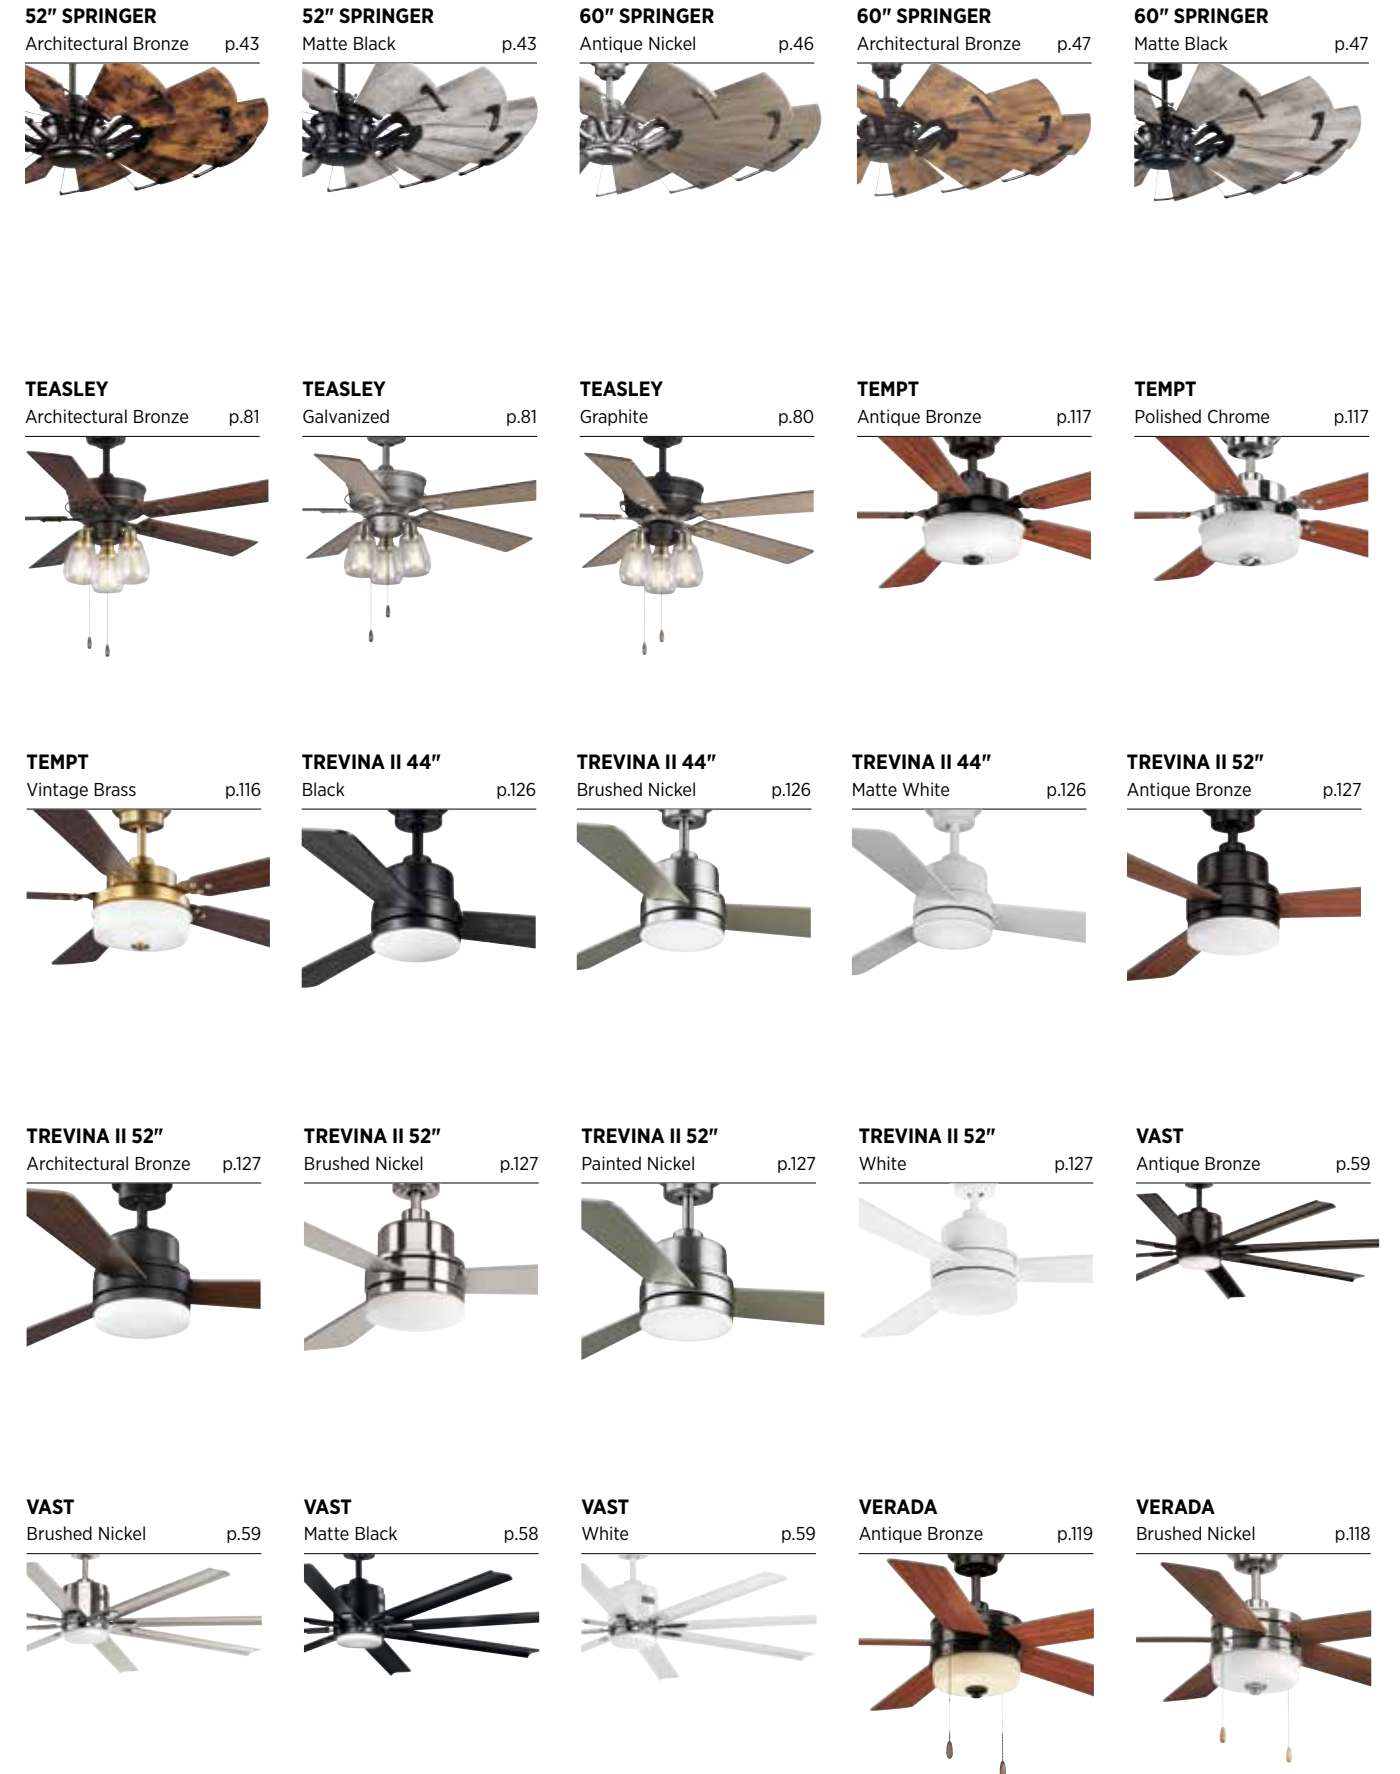 52" SPRINGER
Architectural Bronze p.43
52" SPRINGER
Matte Black p.43
60" SPRINGER
Antique Nickel p.46
60" SPRINGER
Architectural Bronze p.47
60" SPRINGER
Matte Black p.47
TEASLEY
Architectural Bronze p.81
TEASLEY
Galvanized p.81
TEASLEY
Graphite p.80
TEMPT
Antique Bronze p.117
TEMPT
Polished Chrome p.117
TEMPT
Vintage Brass p.116
TREVINA II 44"
Black p.126
TREVINA II 44"
Brushed Nickel p.126
TREVINA II 44"
Matte White p.126
TREVINA II 52"
Antique Bronze p.127
TREVINA II 52"
Architectural Bronze p.127
TREVINA II 52"
Brushed Nickel p.127
TREVINA II 52"
Painted Nickel p.127
TREVINA II 52"
White p.127
VAST
Antique Bronze p.59
VAST
Brushed Nickel p.59
VAST
Matte Black p.58
VAST
White p.59
VERADA
Antique Bronze p.119
VERADA
Brushed Nickel p.118